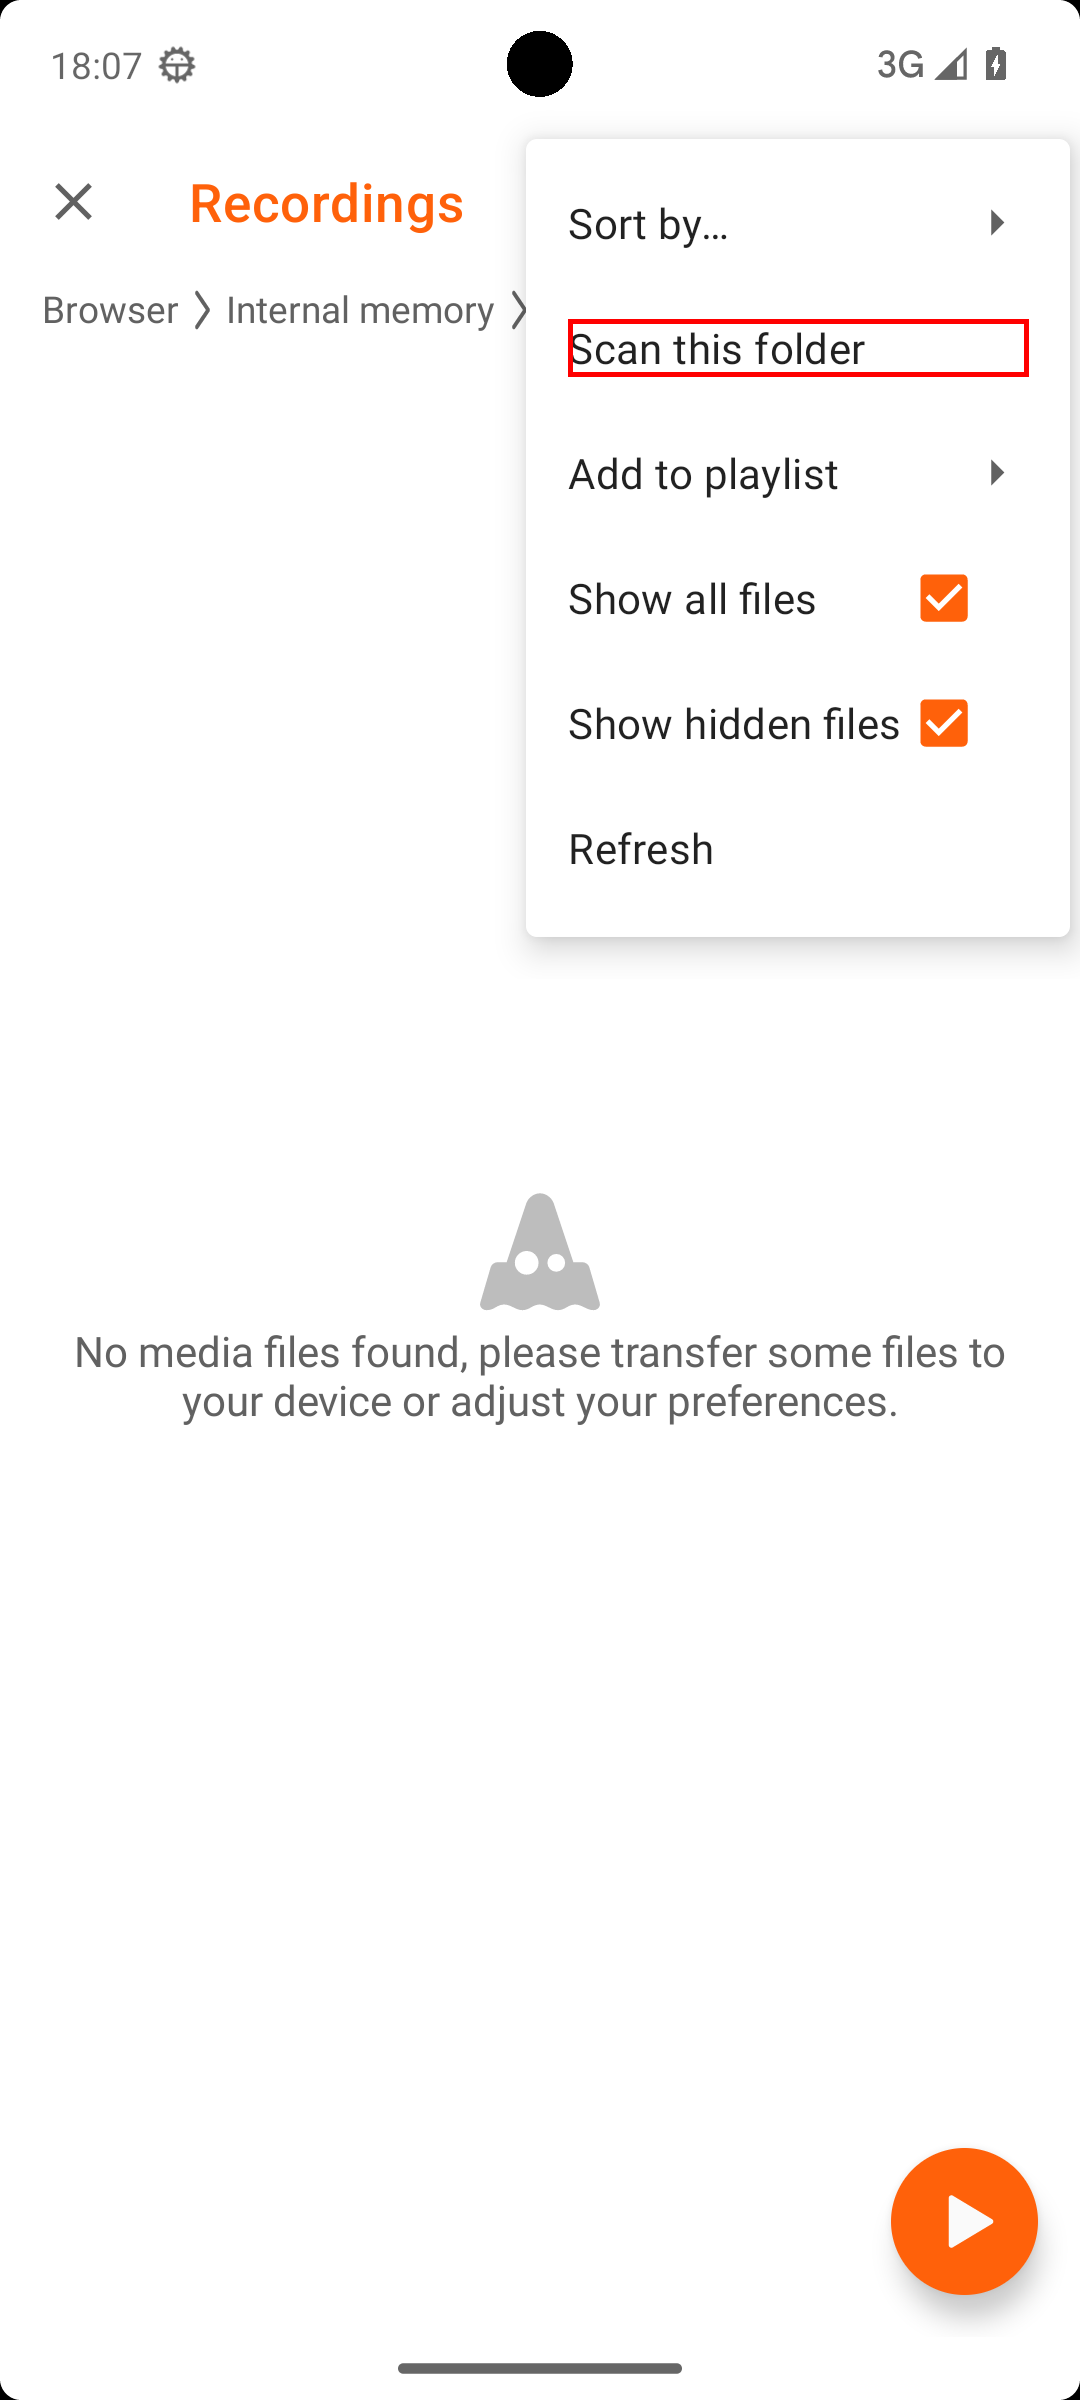 18:07
3G
Recordings
Browser
Internal memory
Sort by…
Scan this folder
Add to playlist
Show all files
Show hidden files
Refresh
No media files found, please transfer some files to
your device or adjust your preferences.